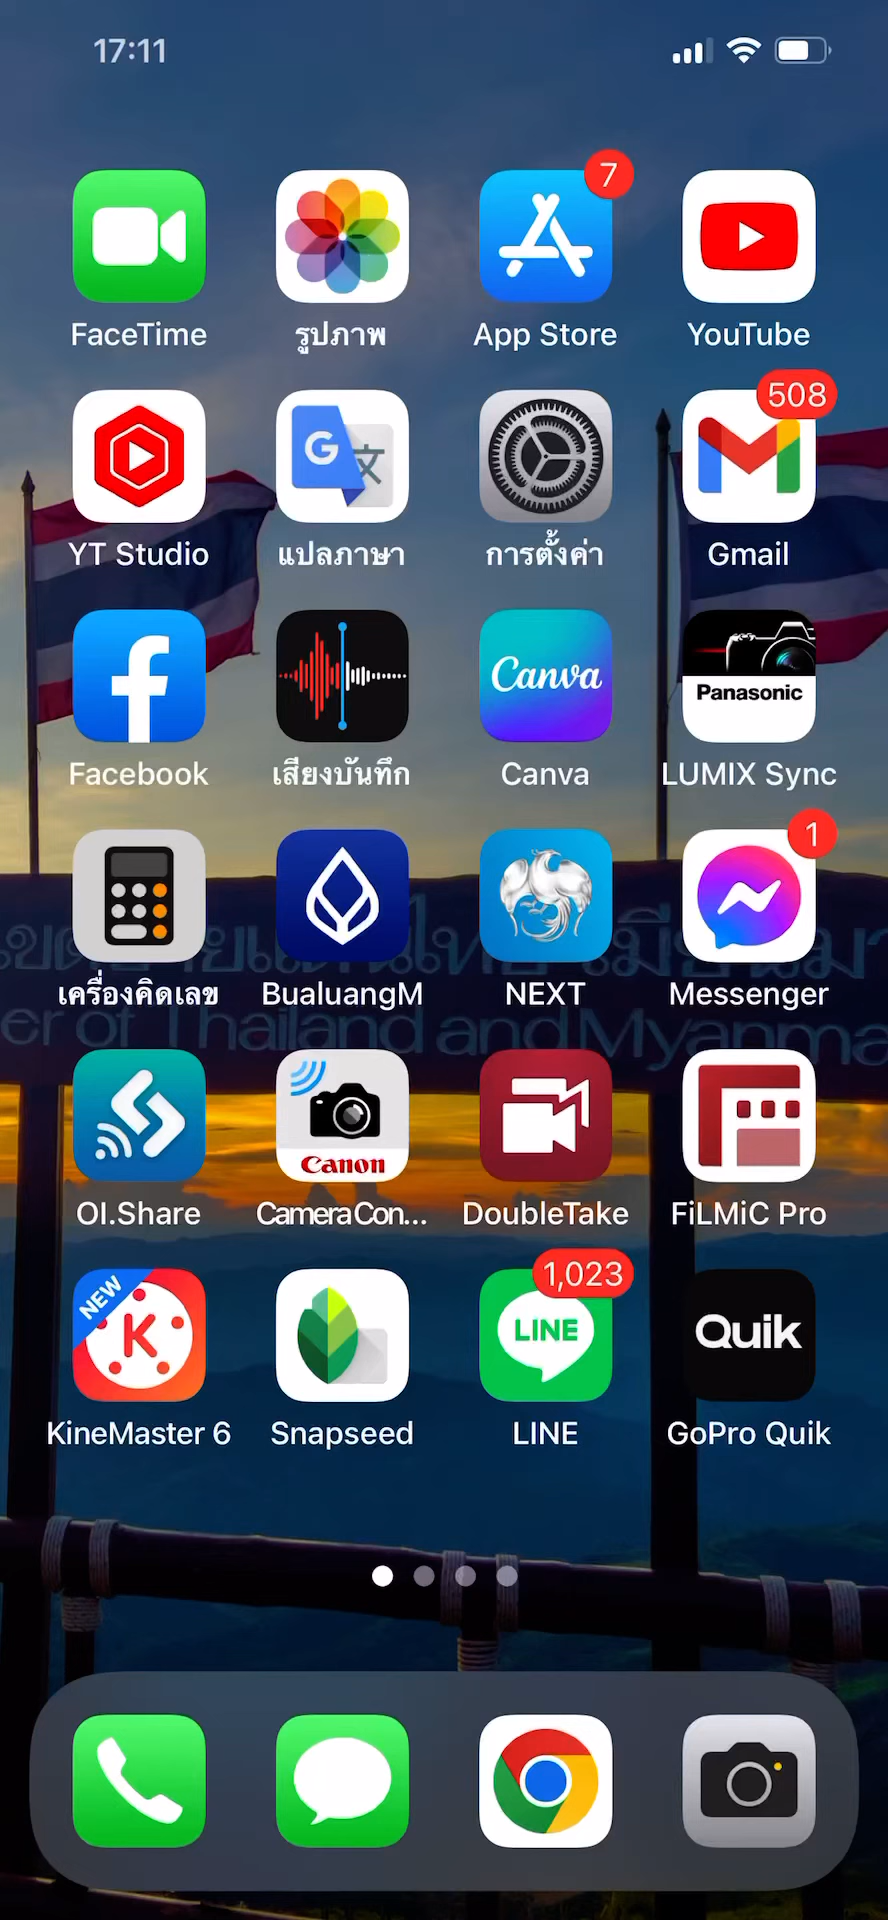 17:11
7
FaceTime
รูปภาพ
App Store
YouTube
508
YT Studio
แปลภาษา
การตั้งค่า
Gmail
Canva
Panasonic
Facebook
เสียงบันทึก
Canva
LUMIX Sync
1
เครื่องคิดเลข
BualuangM
NEXT
Messenger
er of Thailand and Myanma
Canon
OI.Share
CameraCon...
DoubleTake
FiLMiC Pro
1,023
NEW
K
LINE
Quik
KineMaster 6
Snapseed
LINE
GoPro Quik